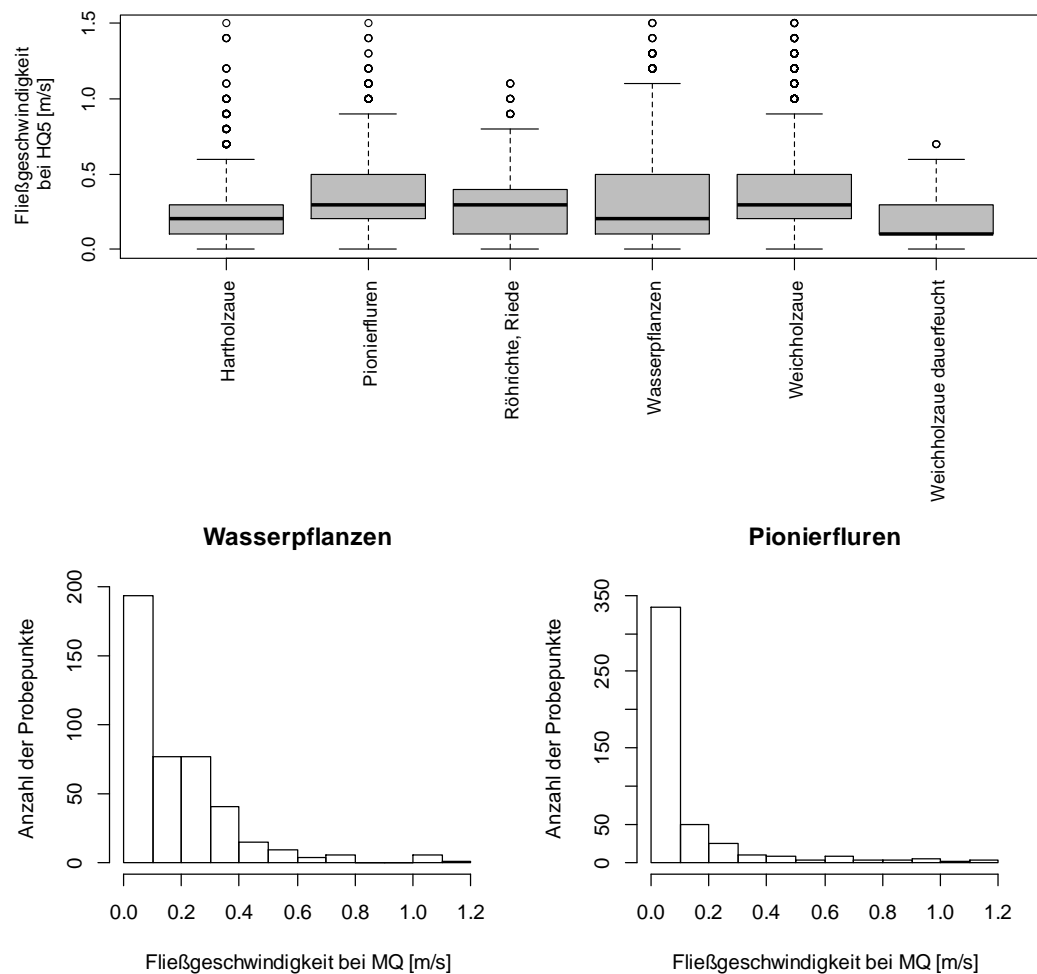 Fließgeschwindigkeit
bei HQ5 [m/s]
1.5
1.0
0.5
0.0
Hartholzaue
Pionierfluren
Röhrichte, Riede
Wasserpflanzen
Weichholzaue
Weichholzaue dauerfeucht
Wasserpflanzen
Anzahl der Probepunkte
200
150
100
50
0
0.0 0.2 0.4 0.6 0.8 1.0 1.2
Fließgeschwindigkeit bei MQ [m/s]
Pionierfluren
Anzahl der Probepunkte
350
250
150
50
0
0.0 0.2 0.4 0.6 0.8 1.0 1.2
Fließgeschwindigkeit bei MQ [m/s]